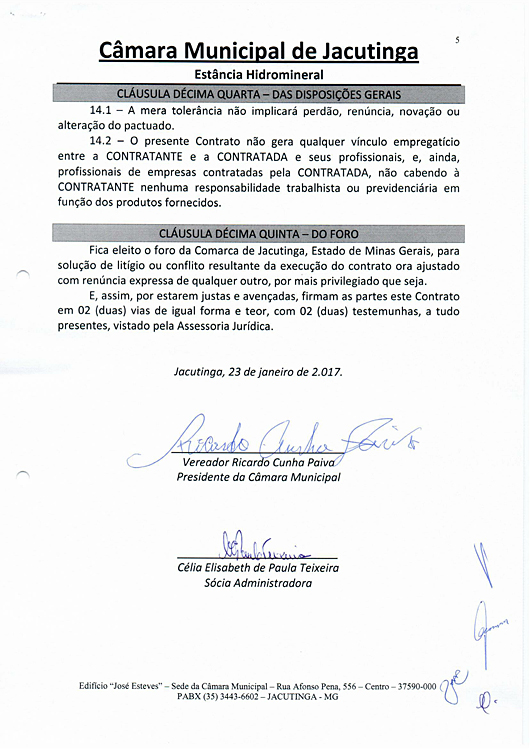 5
Câmara Municipal de Jacutinga
Estância Hidromineral
CLÁUSULA DÉCIMA QUARTA – DAS DISPOSIÇÕES GERAIS
14.1 – A mera tolerância não implicará perdão, renúncia, novação ou
alteração do pactuado.
14.2 – O presente Contrato não gera qualquer vínculo empregatício
entre a CONTRATANTE e a CONTRATADA e seus profissionais, e, ainda,
profissionais de empresas contratadas pela CONTRATADA, não cabendo à
CONTRATANTE nenhuma responsabilidade trabalhista ou previdenciária em
função dos produtos fornecidos.
CLÁUSULA DÉCIMA QUINTA – DO FORO
Fica eleito o foro da Comarca de Jacutinga, Estado de Minas Gerais, para
solução de litígio ou conflito resultante da execução do contrato ora ajustado
com renúncia expressa de qualquer outro, por mais privilegiado que seja.
E, assim, por estarem justas e avençadas, firmam as partes este Contrato
em 02 (duas) vias de igual forma e teor, com 02 (duas) testemunhas, a tudo
presentes, vistado pela Assessoria Jurídica.
Jacutinga, 23 de janeiro de 2.017.
Ricardo Cunha Paiva
Vereador Ricardo Cunha Paiva
Presidente da Câmara Municipal
Célia Elisabeth de Paula Teixeira
Sócia Administradora
Edifício “José Esteves” – Sede da Câmara Municipal – Rua Afonso Pena, 556 – Centro – 37590-000
PABX (35) 3443-6602 – JACUTINGA - MG